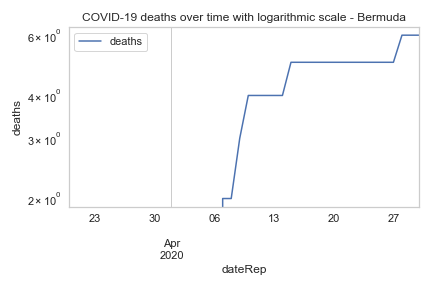 COVID-19 deaths over time with logarithmic scale - Bermuda
deaths
6 × 10⁰
4 × 10⁰
3 × 10⁰
2 × 10⁰
deaths
23 30 06 13 20 27
Apr
2020
dateRep